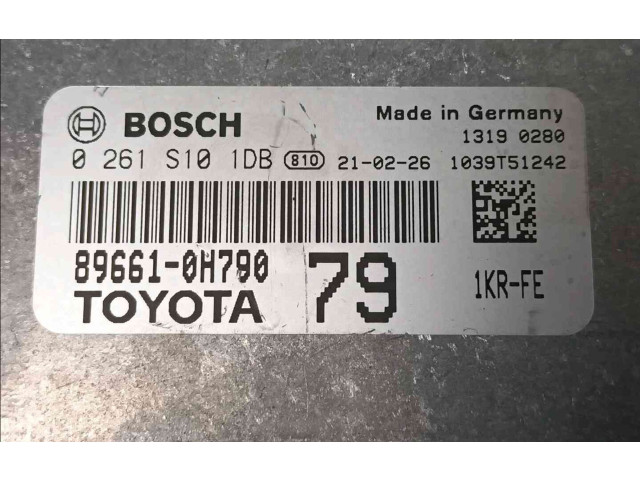 BOSCH Made in Germany
1319 0280
0 261 S10 1DB 810 21-02-26 1039T51242
89661-0H790 79 1KR-FE
TOYOTA